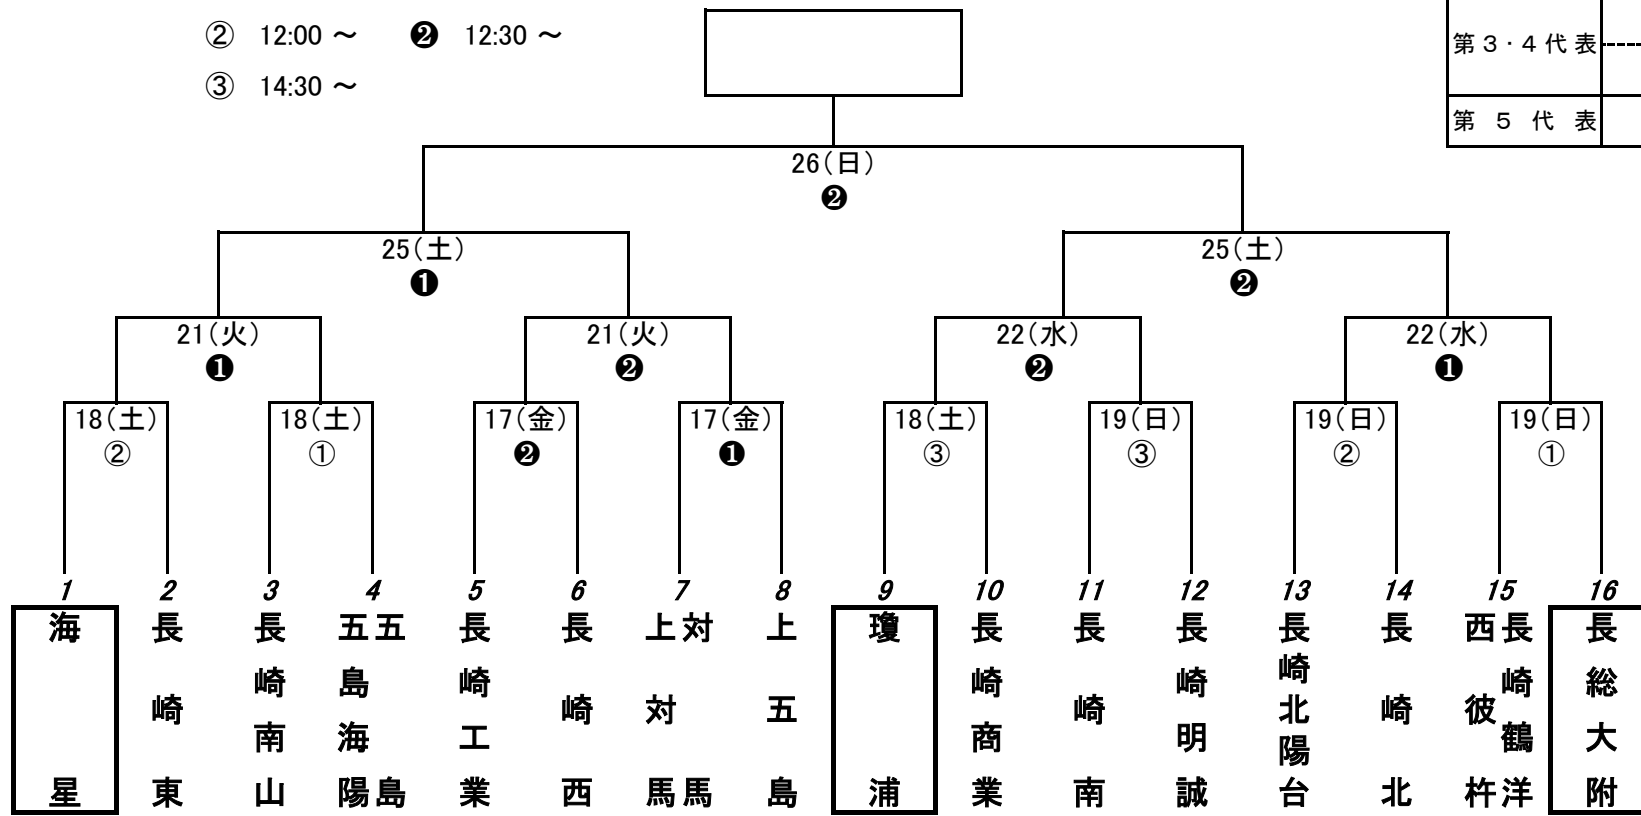 ② 12:00 ～ ❷ 12:30 ～
③ 14:30 ～
第３・４代表
第５代表
26(日)
❷
25(土) 25(土)
❶ ❷
21(火) 21(火) 22(水) 22(水)
❶ ❷ ❷ ❶
18(土) 18(土) 17(金) 17(金) 18(土) 19(日) 19(日) 19(日)
② ① ❷ ❶ ③ ③ ② ①
1 2 3 4 5 6 7 8 9 10 11 12 13 14 15 16
海星
長崎東
長崎南山
五島
五島海陽
長崎工業
長崎西
対馬
上対馬
上五島
瓊浦
長崎商業
長崎南
長崎明誠
長崎北陽台
長崎北
長崎鶴洋
西彼杵
長総大附